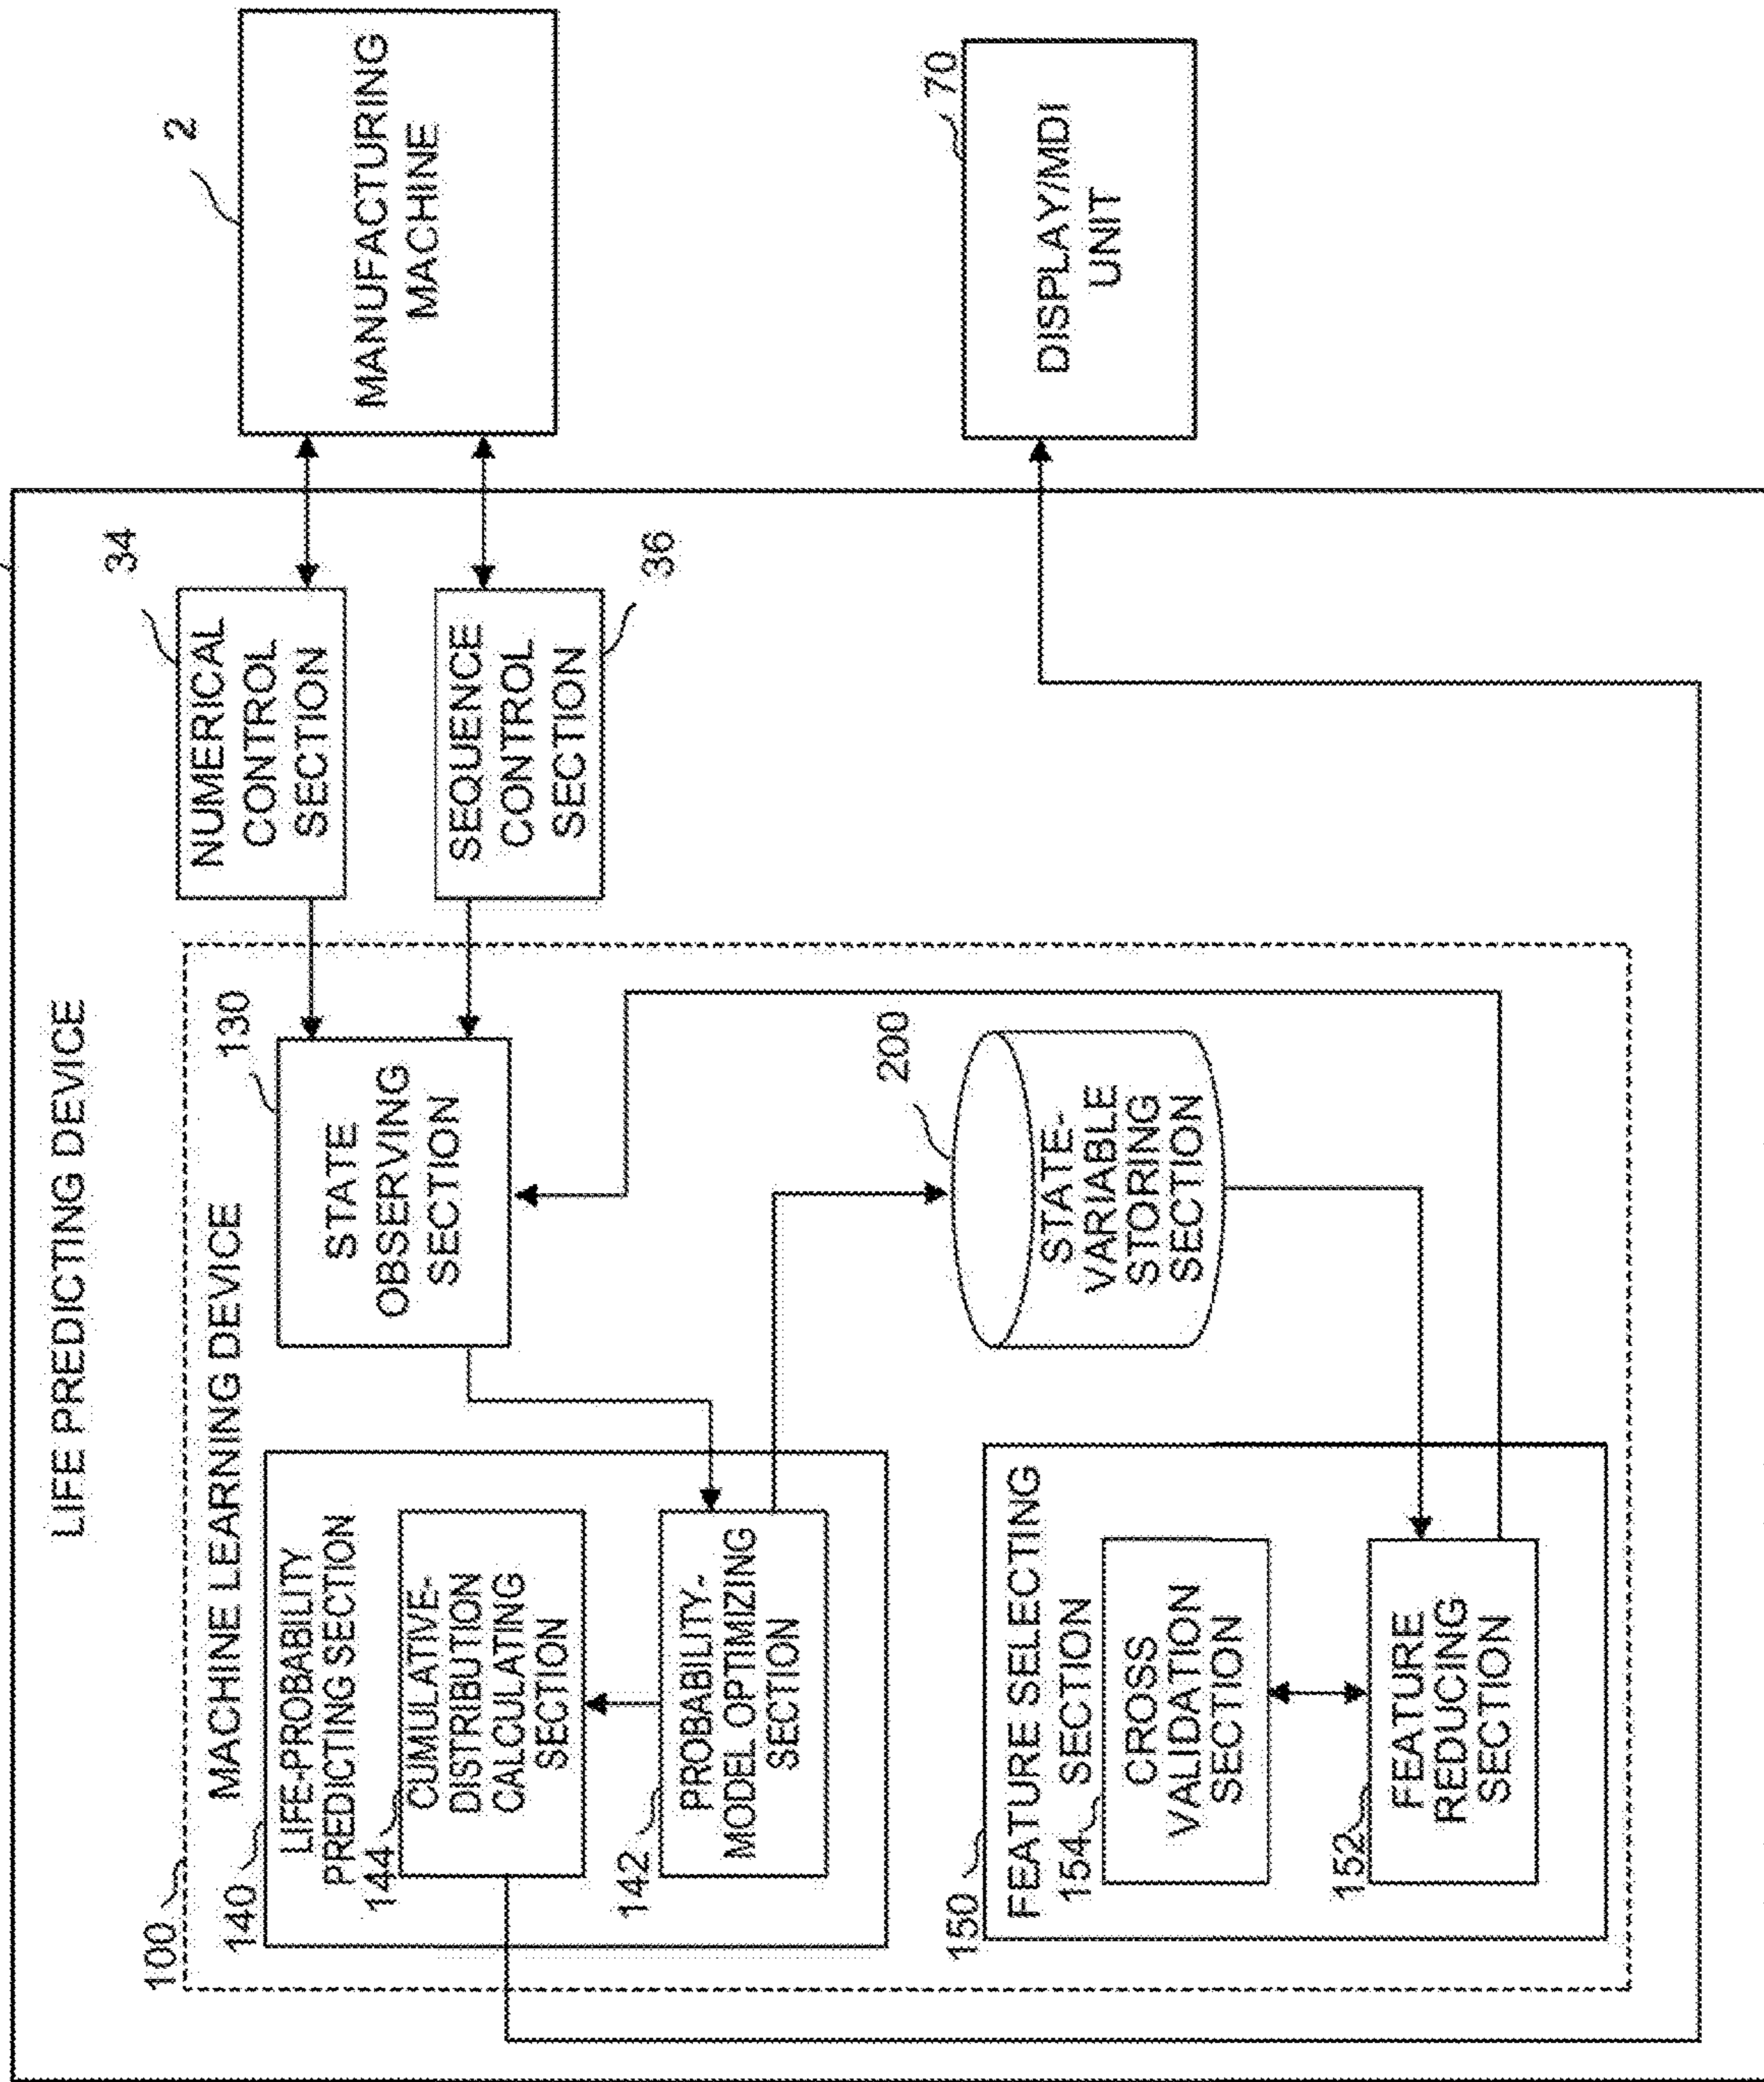 LIFE PREDICTING DEVICE
100
MACHINE LEARNING DEVICE
140
LIFE-PROBABILITY
PREDICTING SECTION
144
CUMULATIVE-
DISTRIBUTION
CALCULATING
SECTION
142
PROBABILITY-
MODEL OPTIMIZING
SECTION
150
FEATURE SELECTING
SECTION
154
CROSS
VALIDATION
SECTION
152
FEATURE
REDUCING
SECTION
130
STATE
OBSERVING
SECTION
200
STATE-
VARIABLE
STORING
SECTION
34
NUMERICAL
CONTROL
SECTION
36
SEQUENCE
CONTROL
SECTION
2
MANUFACTURING
MACHINE
70
DISPLAY/MDI
UNIT